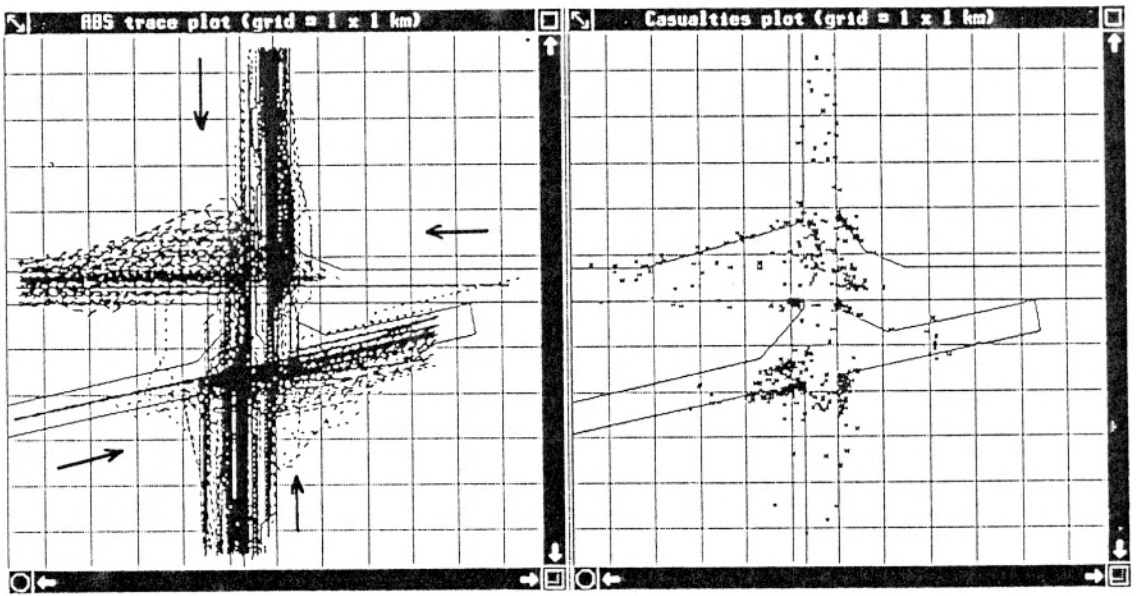 ABS trace plot (grid = 1 x 1 km)
Casualties plot (grid = 1 x 1 km)